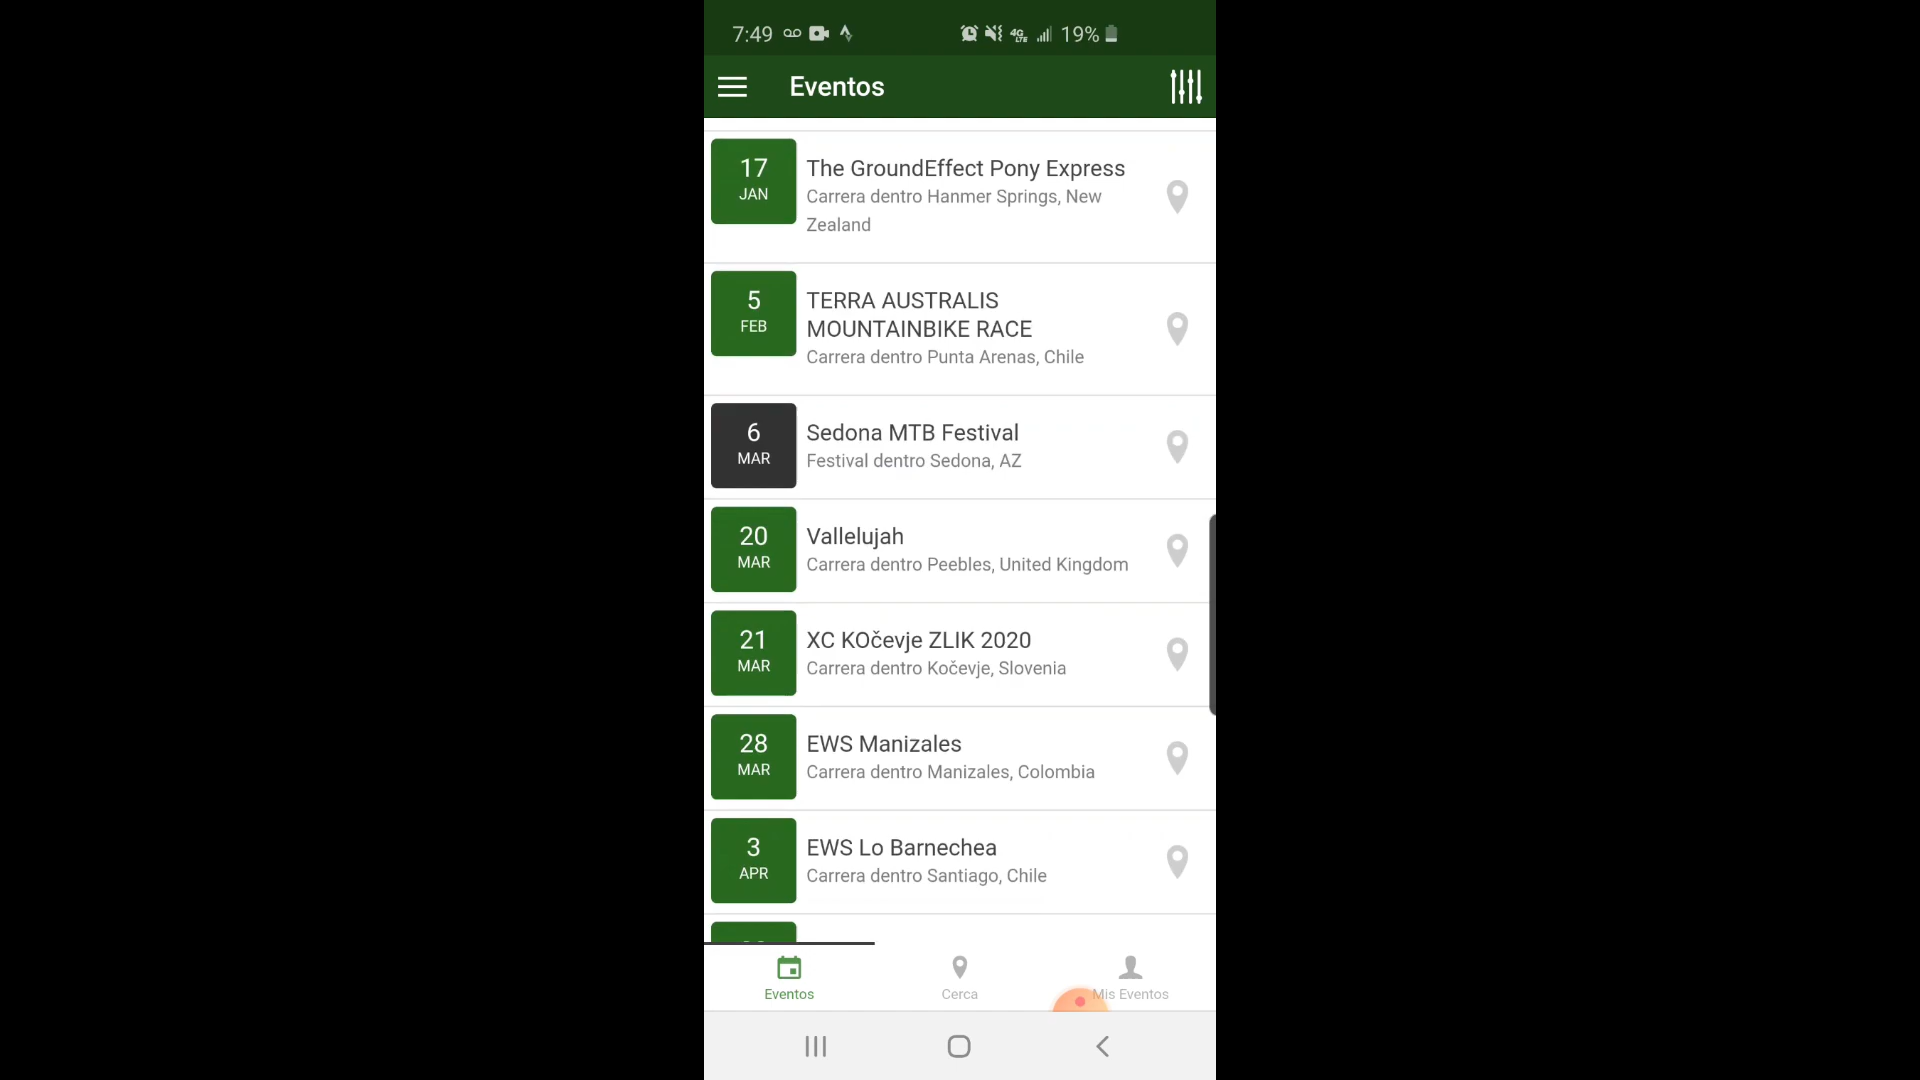 7:49 4G LTE 19%
Eventos
17
JAN
The GroundEffect Pony Express
Carrera dentro Hanmer Springs, New
Zealand
5
FEB
TERRA AUSTRALIS
MOUNTAINBIKE RACE
Carrera dentro Punta Arenas, Chile
6
MAR
Sedona MTB Festival
Festival dentro Sedona, AZ
20
MAR
Vallelujah
Carrera dentro Peebles, United Kingdom
21
MAR
XC KOčevje ZLIK 2020
Carrera dentro Kočevje, Slovenia
28
MAR
EWS Manizales
Carrera dentro Manizales, Colombia
3
APR
EWS Lo Barnechea
Carrera dentro Santiago, Chile
Eventos
Cerca
Mis Eventos